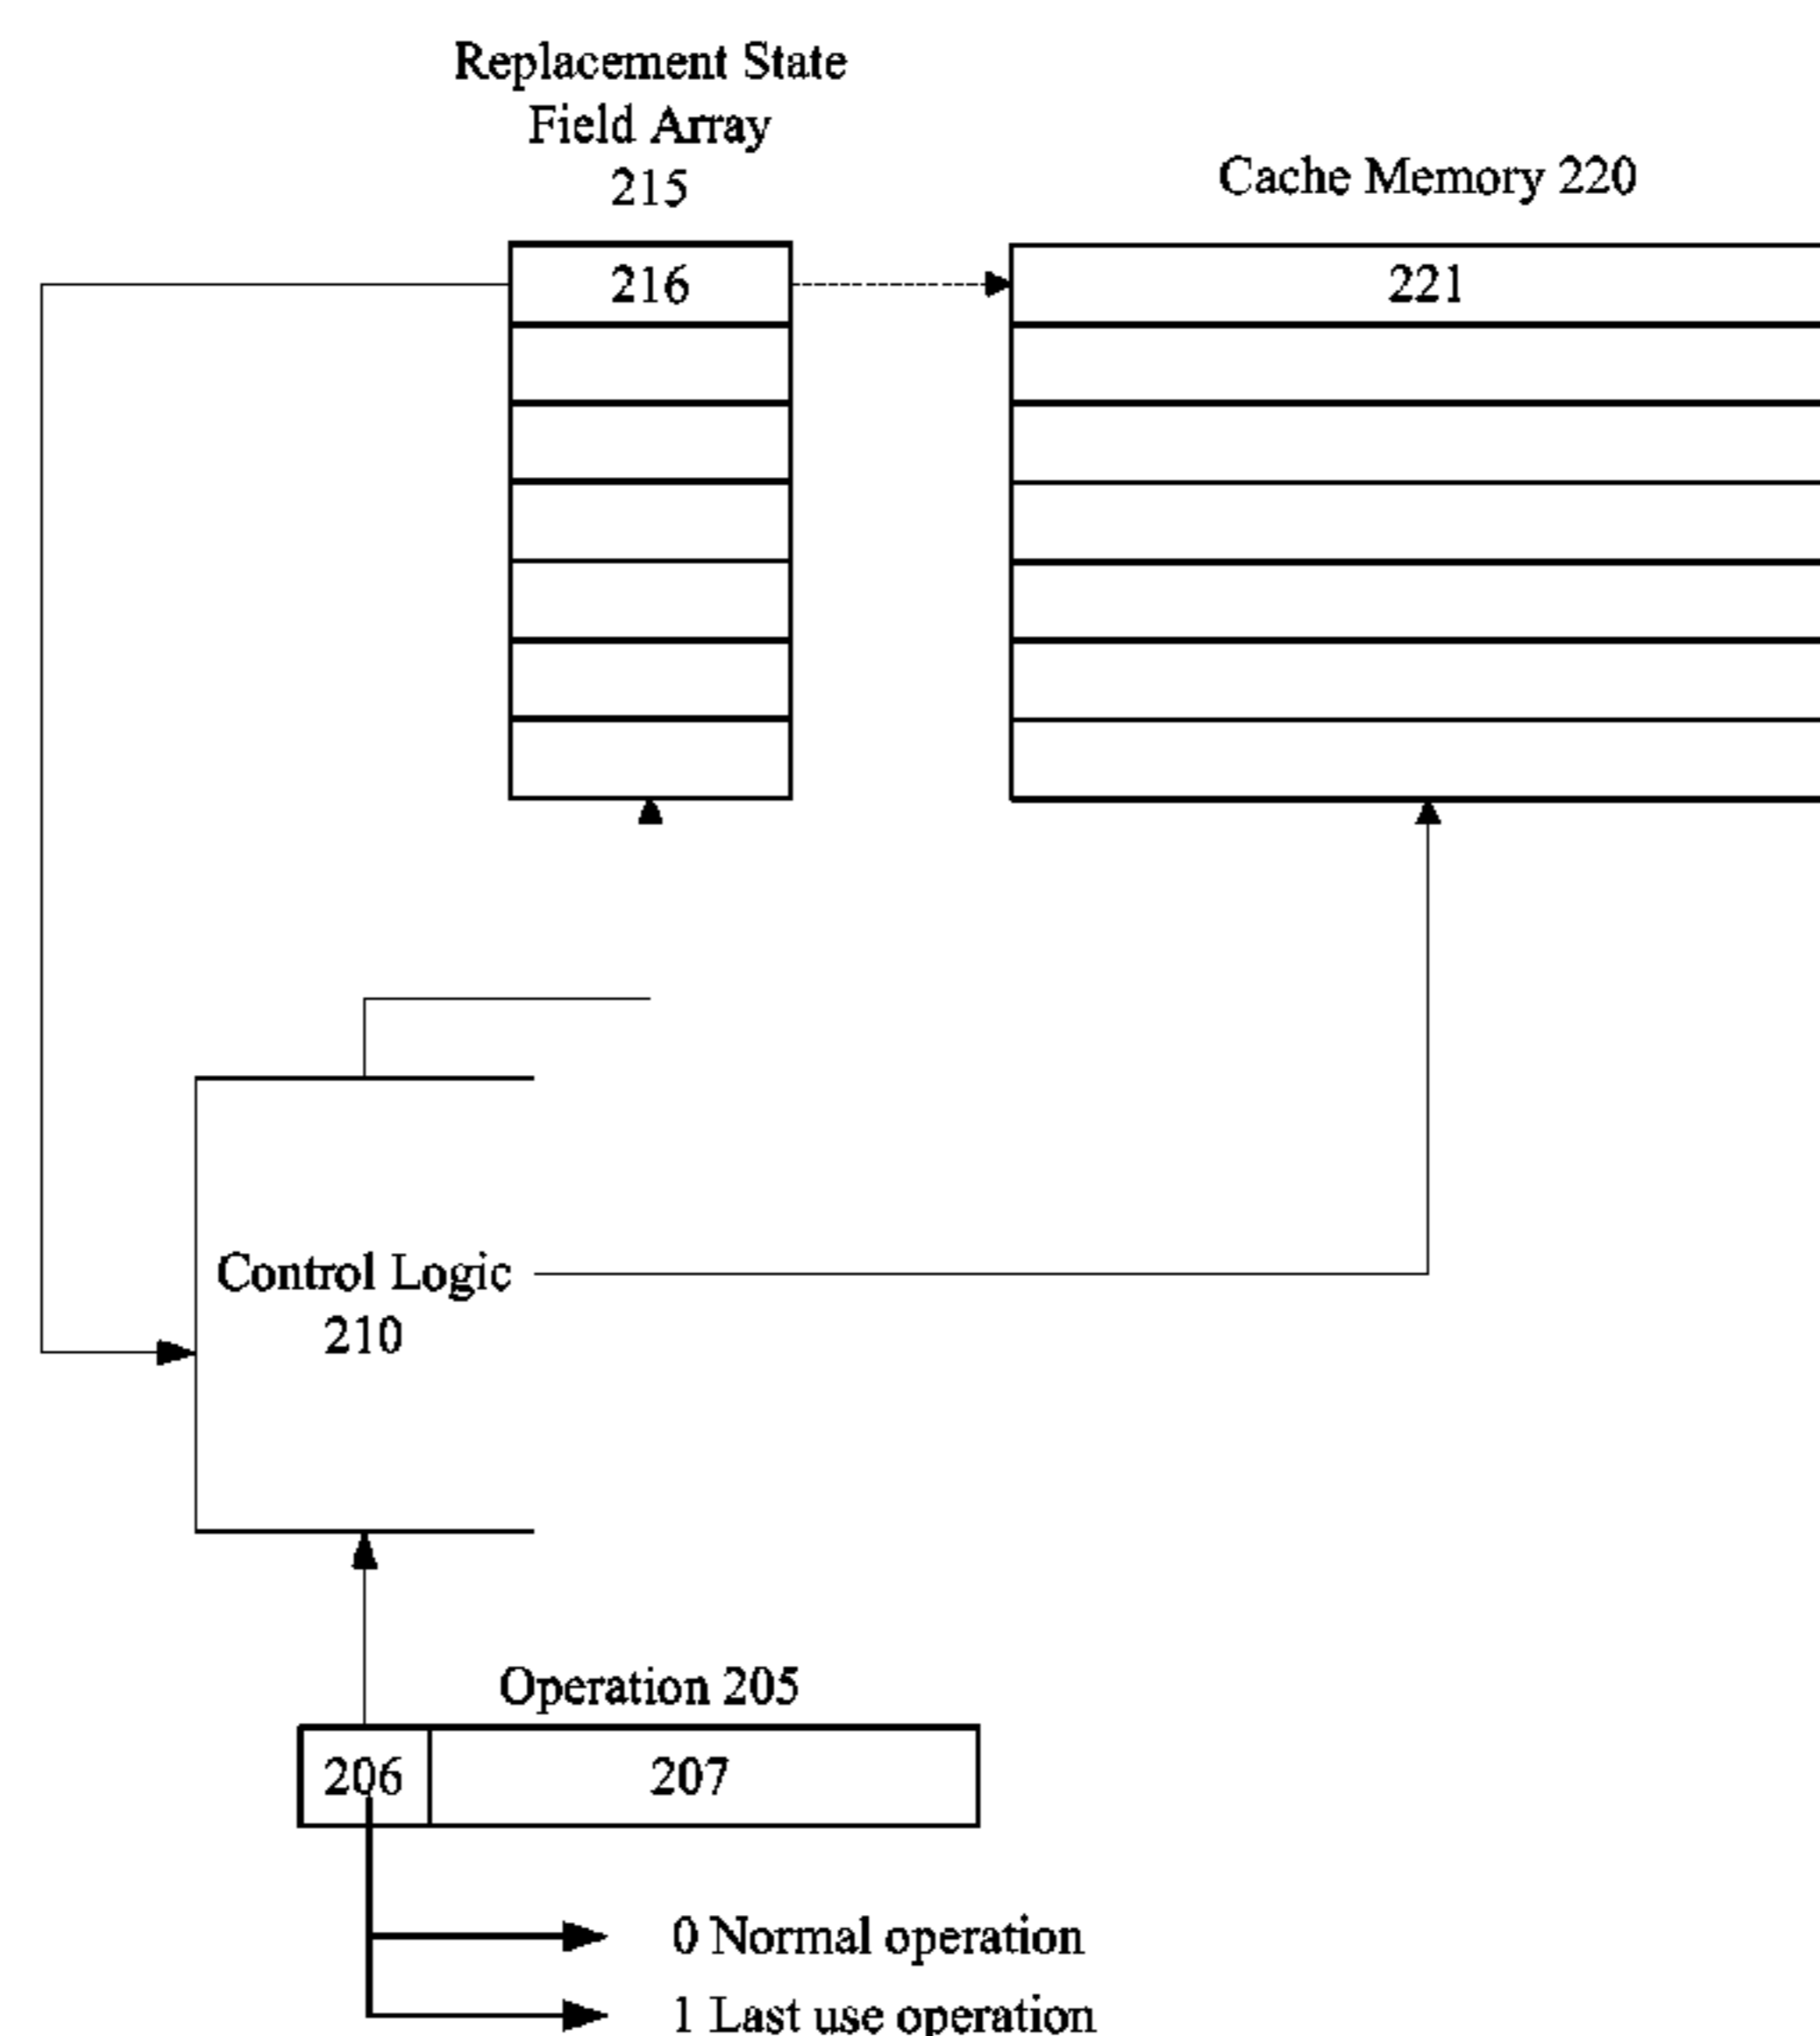 Replacement State
Field Array
215
Cache Memory 220
216
221
Control Logic
210
Operation 205
206
207
0 Normal operation
1 Last use operation